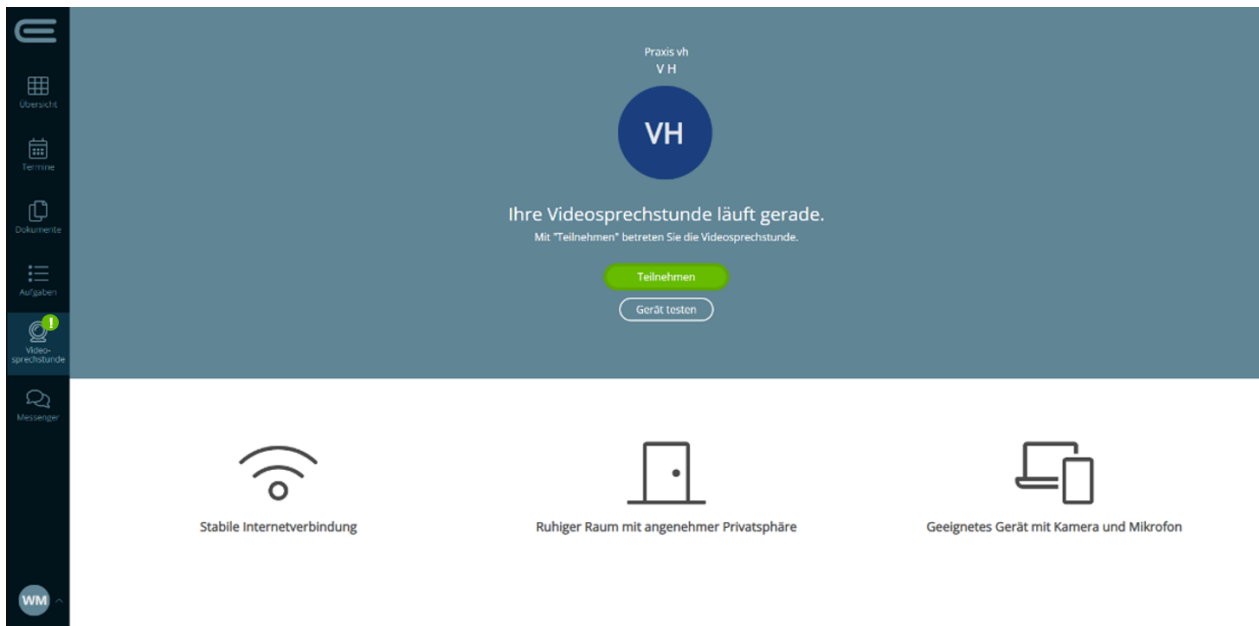 Übersicht
Termine
Dokumente
Aufgaben
Video-
sprechstunde
Messenger
WM
Praxis vh
V H
VH
Ihre Videosprechstunde läuft gerade.
Mit "Teilnehmen" betreten Sie die Videosprechstunde.
Teilnehmen
Gerät testen
Stabile Internetverbindung
Ruhiger Raum mit angenehmer Privatsphäre
Geeignetes Gerät mit Kamera und Mikrofon